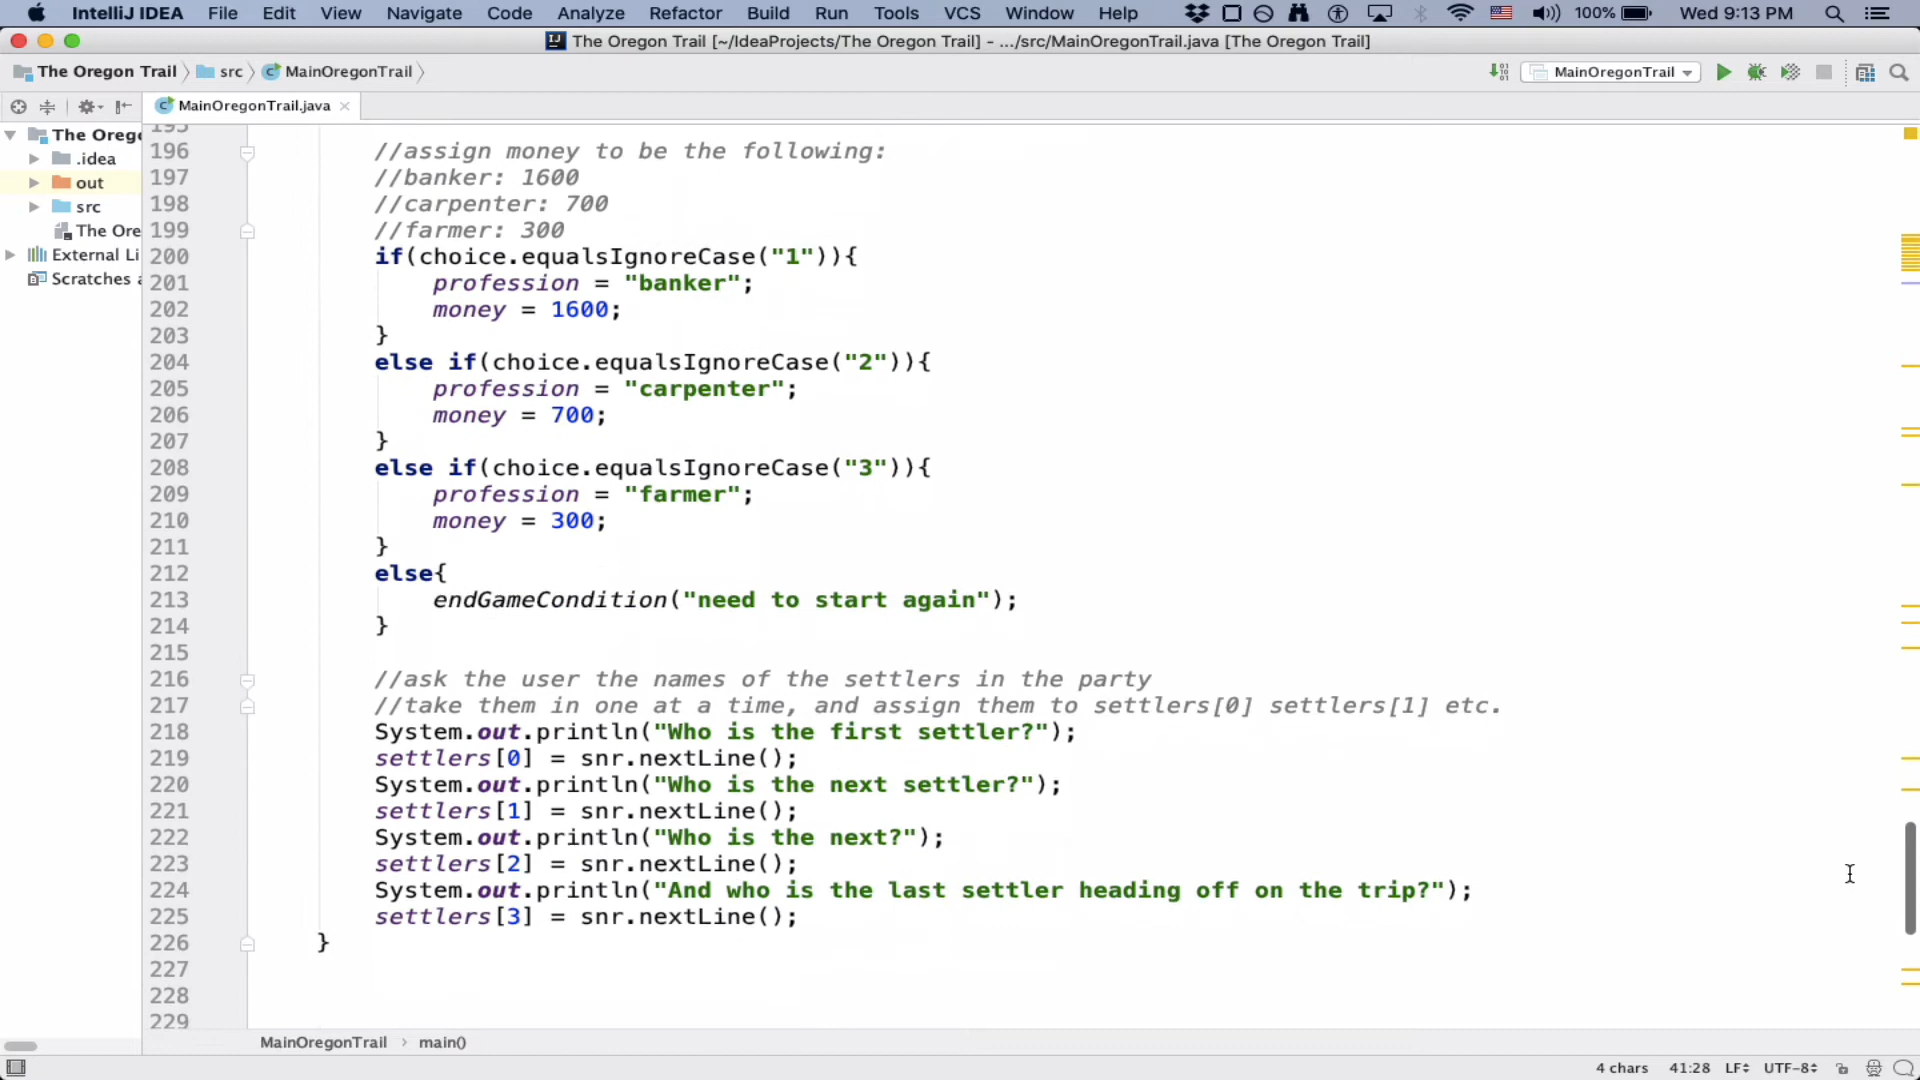 IntelliJ IDEA File Edit View Navigate Code Analyze Refactor Build Run Tools VCS Window Help 100% Wed 9:13 PM
The Oregon Trail [~/IdeaProjects/The Oregon Trail] - .../src/MainOregonTrail.java [The Oregon Trail]
The Oregon Trail src MainOregonTrail MainOregonTrail
MainOregonTrail.java
The Oreg
.idea
out
src
The Ore
External Li
Scratches a
195
196 //assign money to be the following:
197 //banker: 1600
198 //carpenter: 700
199 //farmer: 300
200 if(choice.equalsIgnoreCase("1")){
201 profession = "banker";
202 money = 1600;
203 }
204 else if(choice.equalsIgnoreCase("2")){
205 profession = "carpenter";
206 money = 700;
207 }
208 else if(choice.equalsIgnoreCase("3")){
209 profession = "farmer";
210 money = 300;
211 }
212 else{
213 endGameCondition("need to start again");
214 }
215
216 //ask the user the names of the settlers in the party
217 //take them in one at a time, and assign them to settlers[0] settlers[1] etc.
218 System.out.println("Who is the first settler?");
219 settlers[0] = snr.nextLine();
220 System.out.println("Who is the next settler?");
221 settlers[1] = snr.nextLine();
222 System.out.println("Who is the next?");
223 settlers[2] = snr.nextLine();
224 System.out.println("And who is the last settler heading off on the trip?");
225 settlers[3] = snr.nextLine();
226 }
227
228
229
MainOregonTrail › main()
4 chars 41:28 LF UTF-8